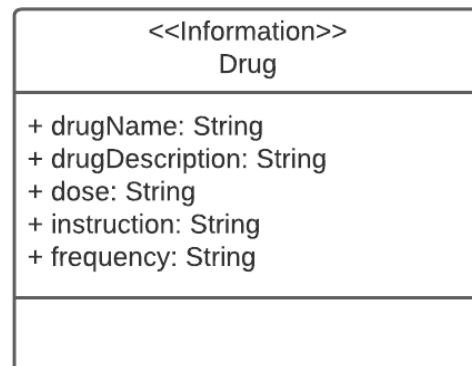 <<Information>>
Drug
+ drugName: String
+ drugDescription: String
+ dose: String
+ instruction: String
+ frequency: String